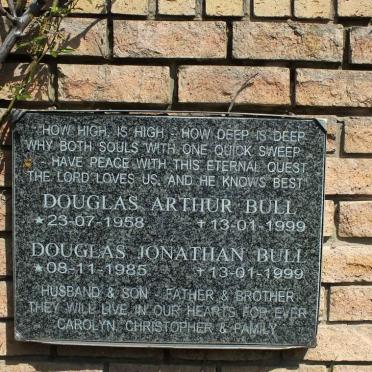 HOW HIGH, IS HIGH - HOW DEEP IS DEEP
WHY BOTH SOULS WITH ONE QUICK SWEEP
- HAVE PEACE WITH THIS ETERNAL QUEST
THE LORD LOVES US, AND HE KNOWS BEST
DOUGLAS ARTHUR BULL
★23-07-1958 †13-01-1999
DOUGLAS JONATHAN BULL
★08-11-1985 †13-01-1999
HUSBAND & SON - FATHER & BROTHER
THEY WILL LIVE IN OUR HEARTS FOR EVER
CAROLYN, CHRISTOPHER & FAMILY